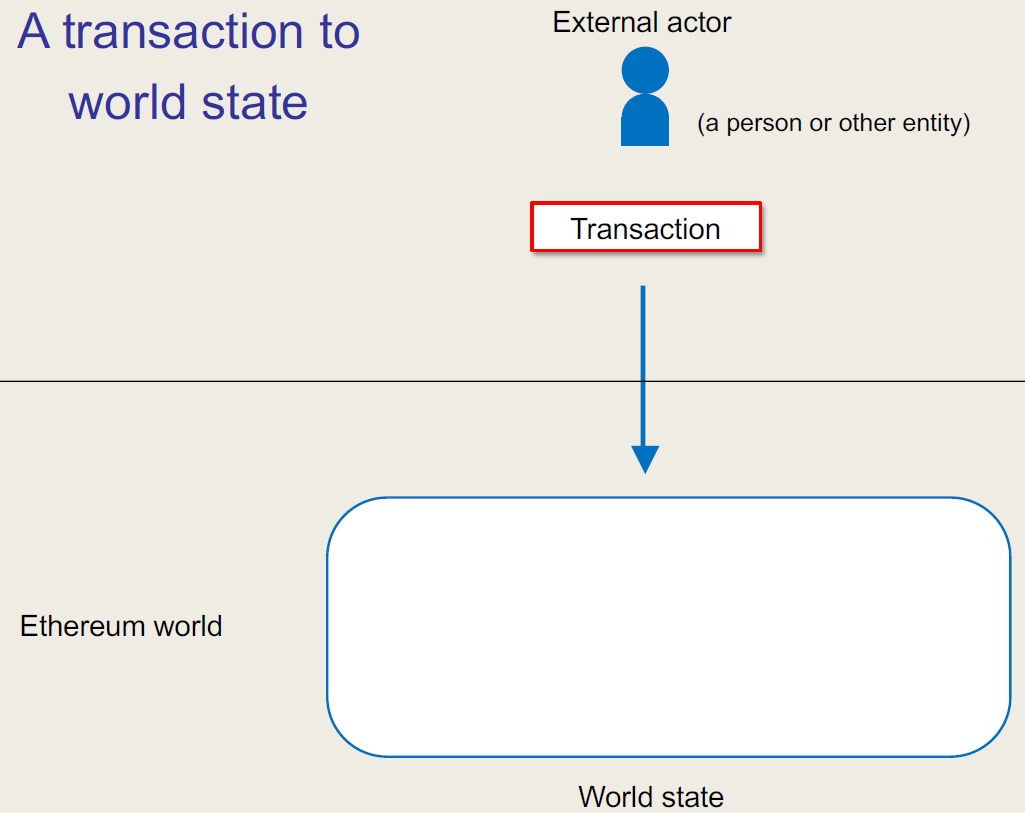 A transaction to
world state
External actor
(a person or other entity)
Transaction
Ethereum world
World state